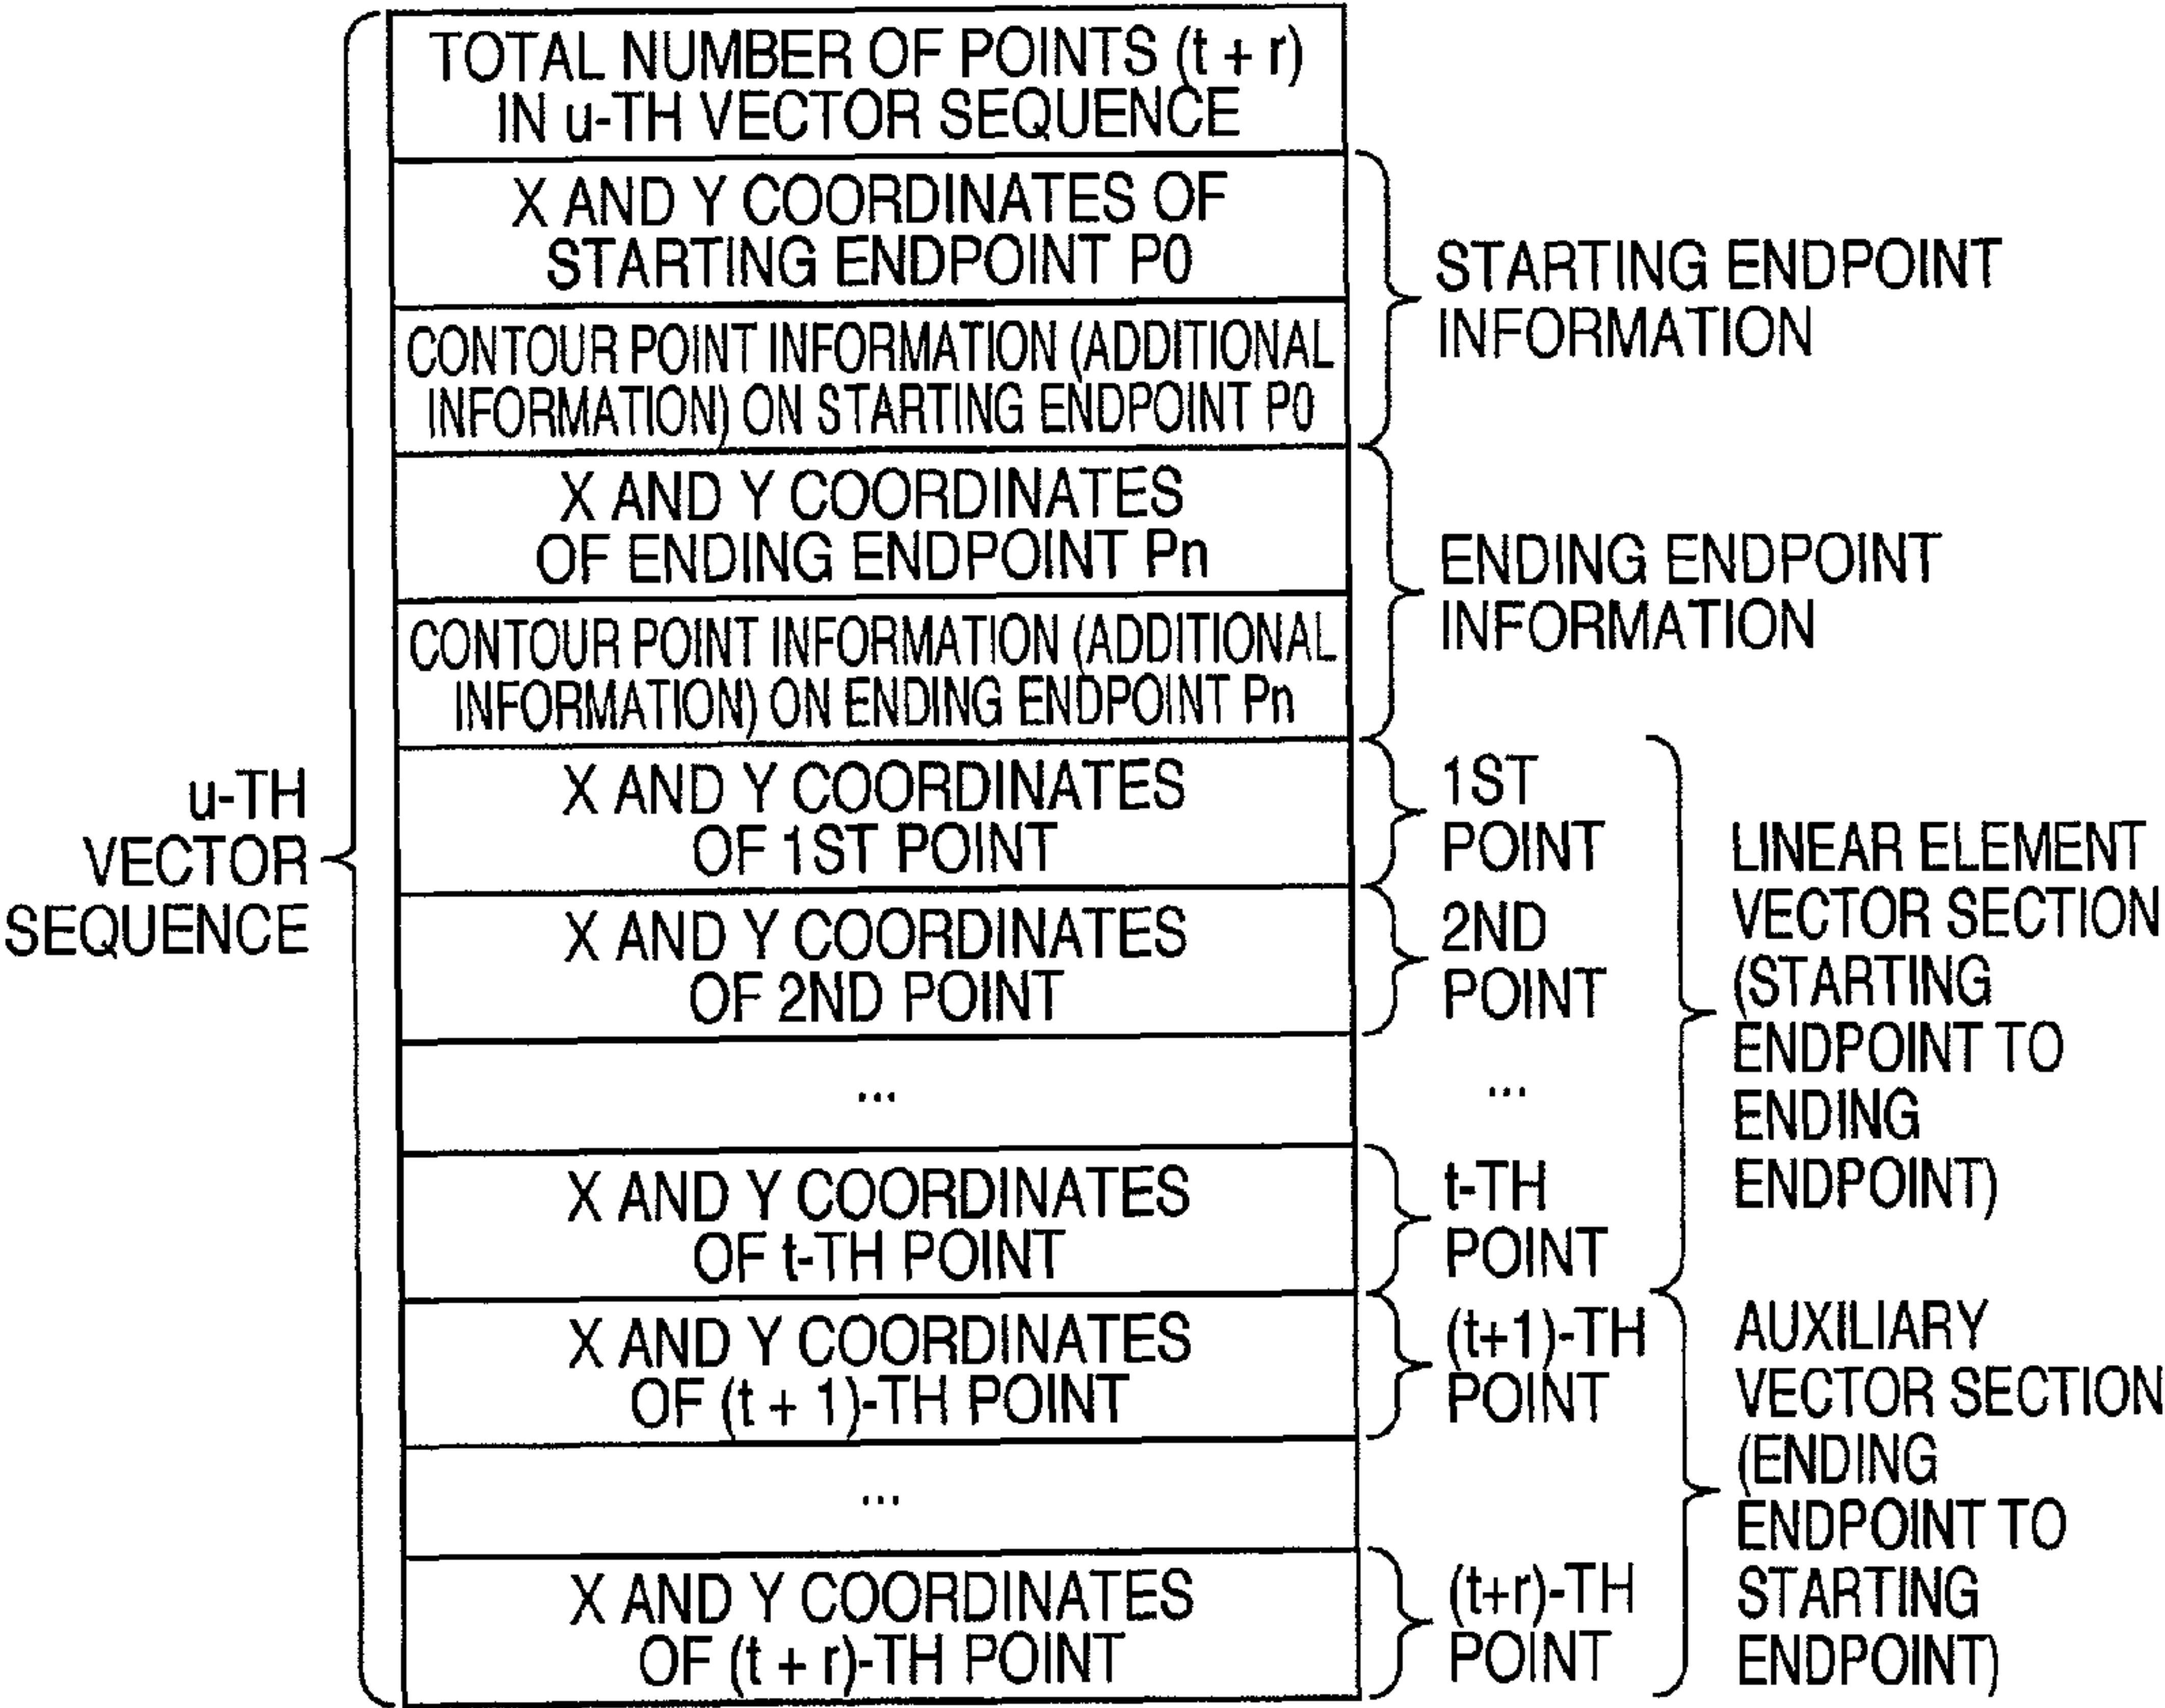 u-TH
VECTOR
SEQUENCE
TOTAL NUMBER OF POINTS (t + r)
IN u-TH VECTOR SEQUENCE
X AND Y COORDINATES OF
STARTING ENDPOINT P0
CONTOUR POINT INFORMATION (ADDITIONAL
INFORMATION) ON STARTING ENDPOINT P0
STARTING ENDPOINT
INFORMATION
X AND Y COORDINATES
OF ENDING ENDPOINT Pn
CONTOUR POINT INFORMATION (ADDITIONAL
INFORMATION) ON ENDING ENDPOINT Pn
ENDING ENDPOINT
INFORMATION
X AND Y COORDINATES
OF 1ST POINT
1ST
POINT
X AND Y COORDINATES
OF 2ND POINT
2ND
POINT
...
...
X AND Y COORDINATES
OF t-TH POINT
t-TH
POINT
LINEAR ELEMENT
VECTOR SECTION
(STARTING
ENDPOINT TO
ENDING
ENDPOINT)
X AND Y COORDINATES
OF (t + 1)-TH POINT
(t+1)-TH
POINT
...
X AND Y COORDINATES
OF (t + r)-TH POINT
(t+r)-TH
POINT
AUXILIARY
VECTOR SECTION
(ENDING
ENDPOINT TO
STARTING
ENDPOINT)